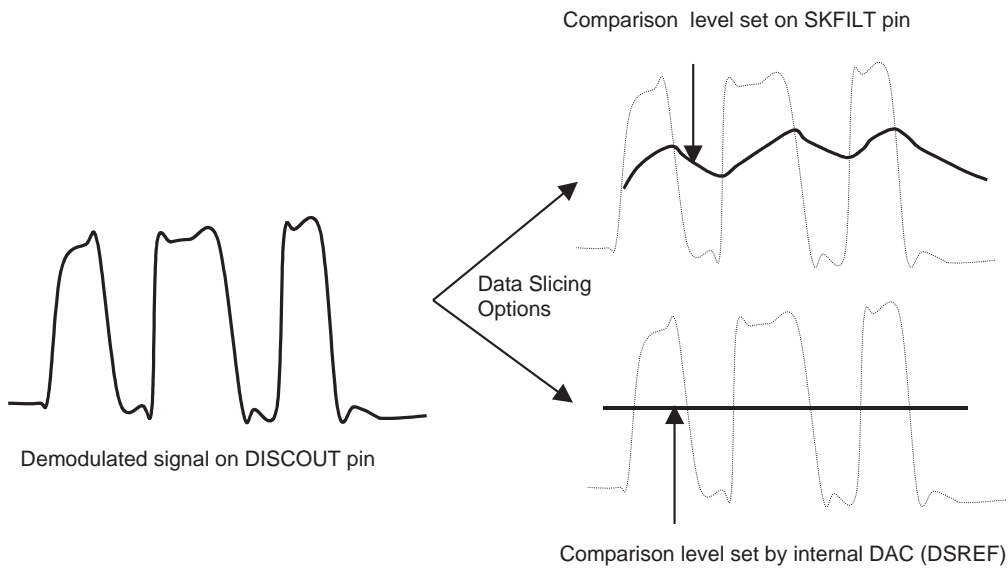 Comparison level set on SKFILT pin
Data Slicing
Options
Demodulated signal on DISCOUT pin
Comparison level set by internal DAC (DSREF)